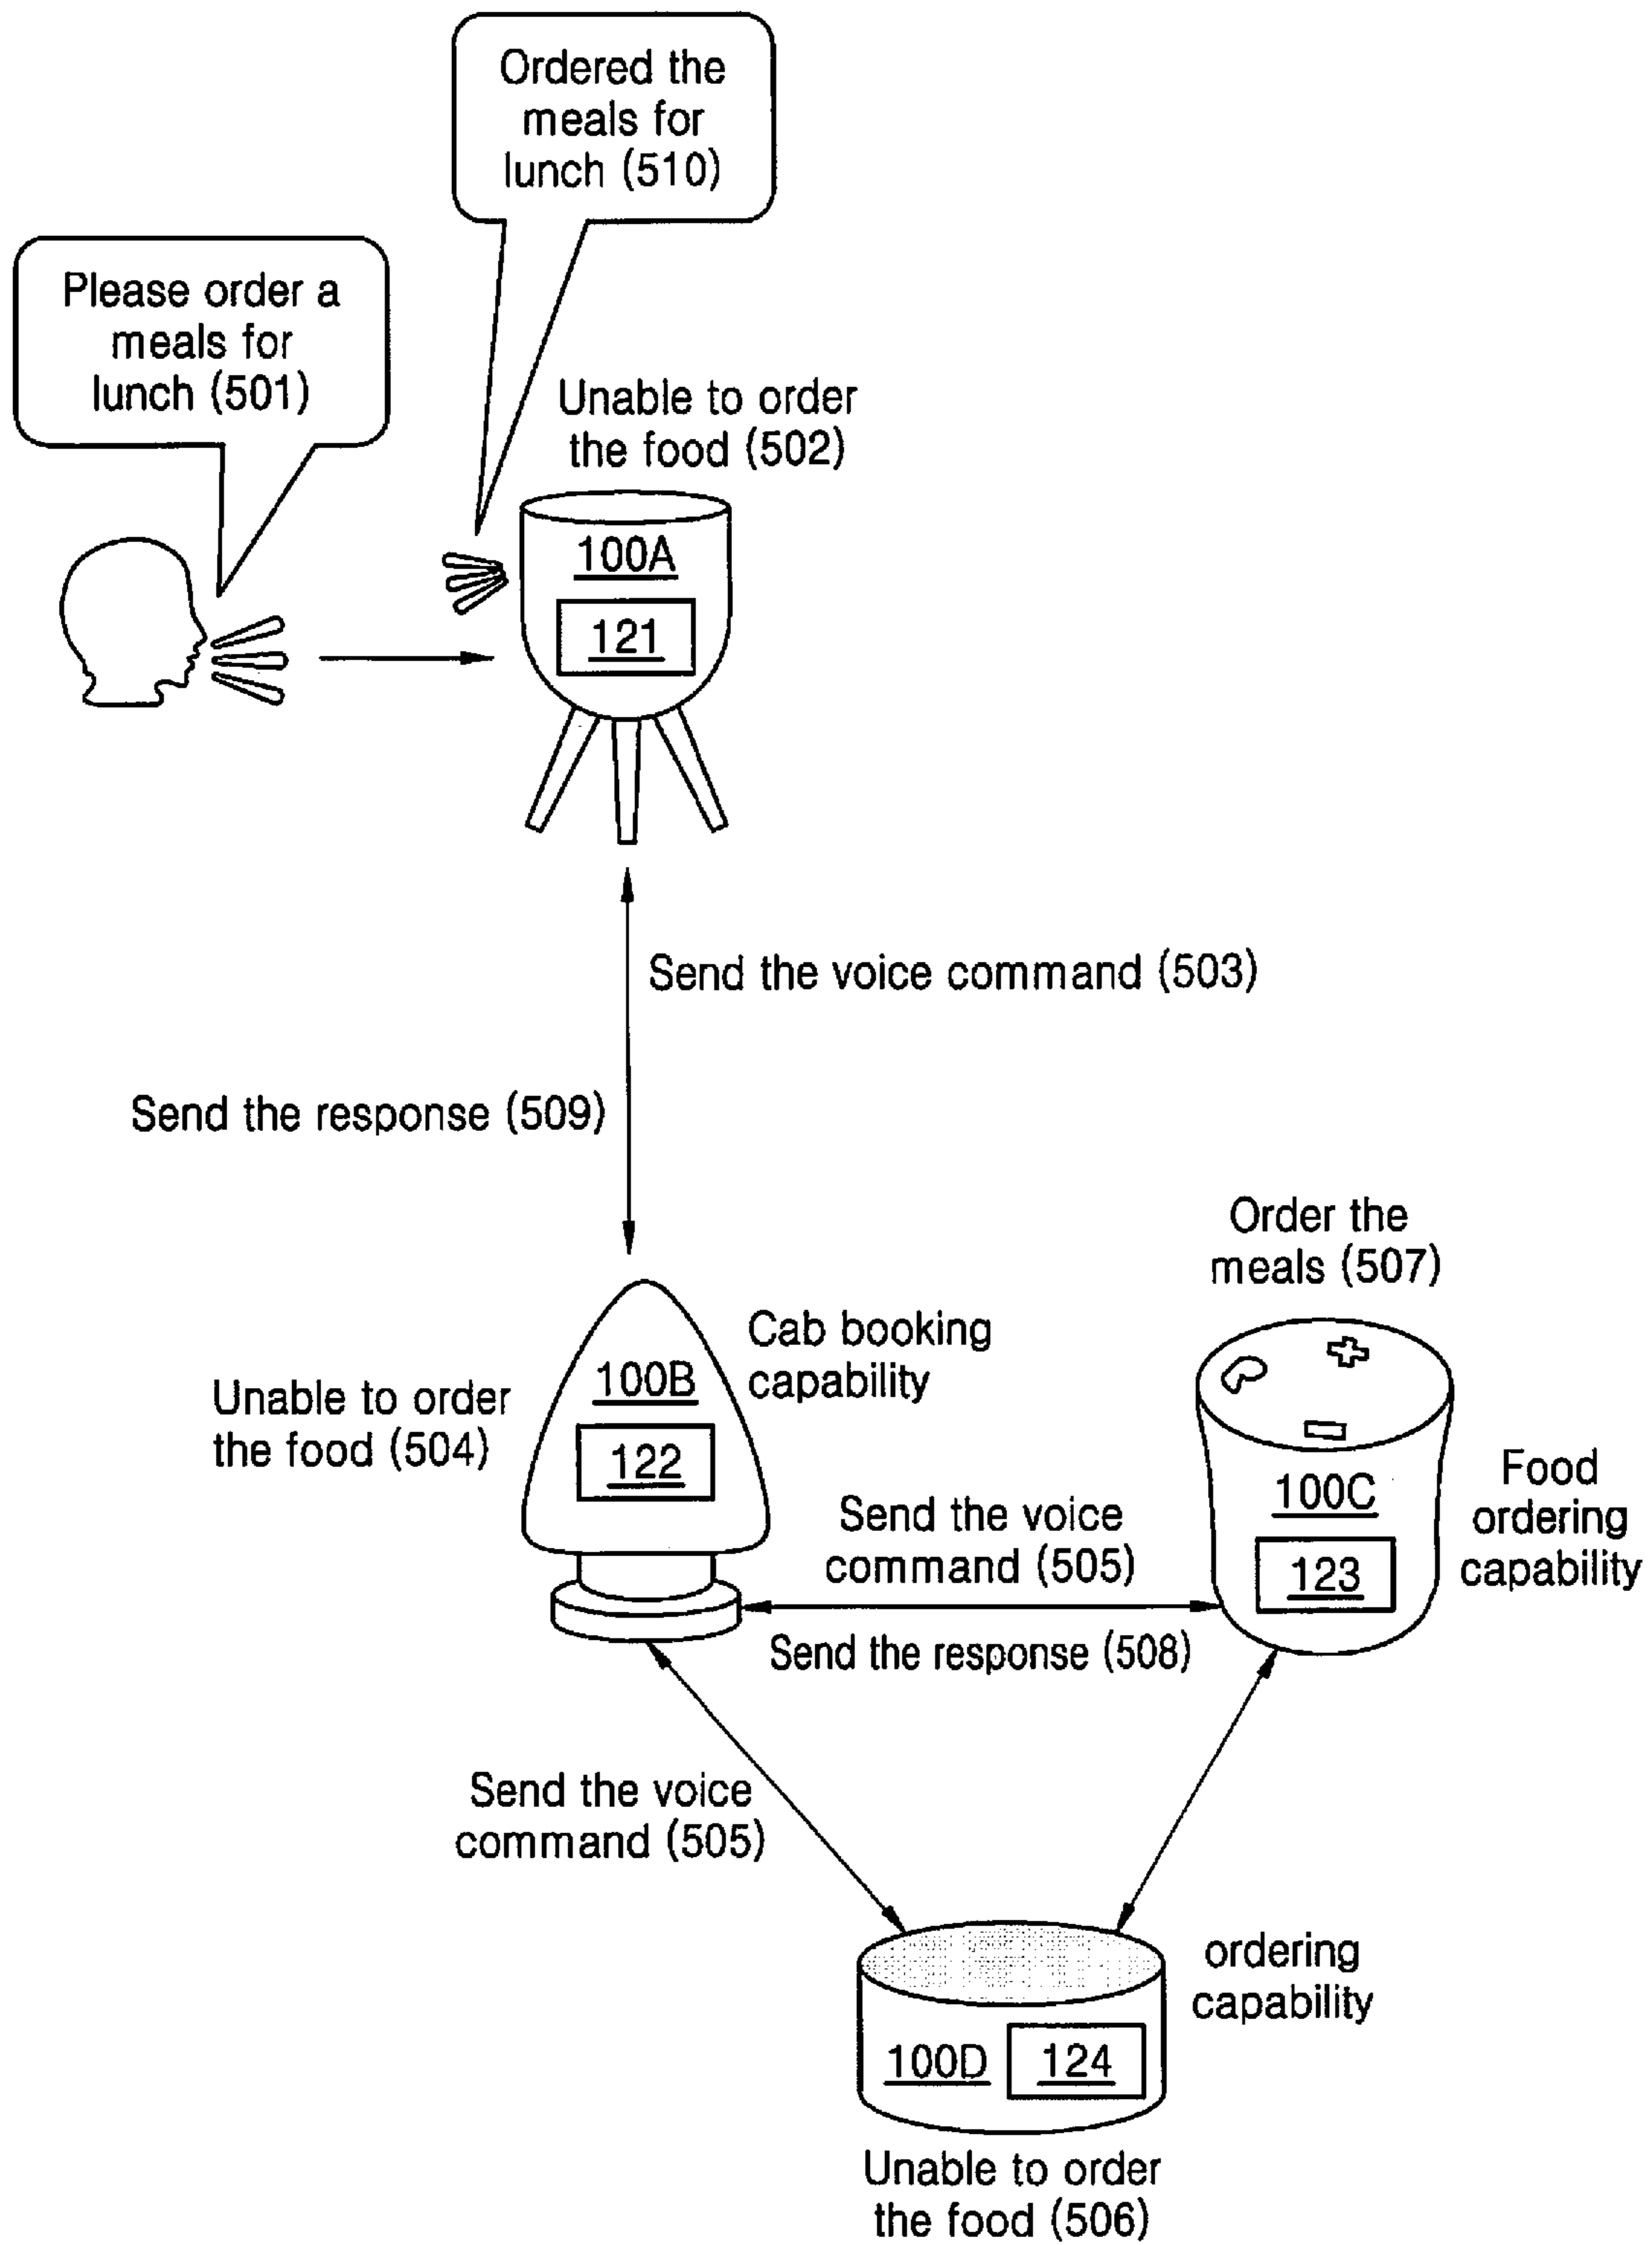 Ordered the
meals for
lunch (510)
Please order a
meals for
lunch (501)
Unable to order
the food (502)
100A
121
Send the voice command (503)
Send the response (509)
Order the
meals (507)
Cab booking
capability
100B
Unable to order
the food (504)
122
100C
Food
ordering
capability
Send the voice
command (505)
123
Send the response (508)
Send the voice
command (505)
ordering
capability
100D
124
Unable to order
the food (506)